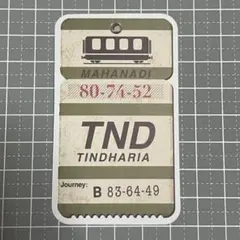 MAHANADI
80-74-52
TND
TINDHARIA
Journey:
B 83-64-49